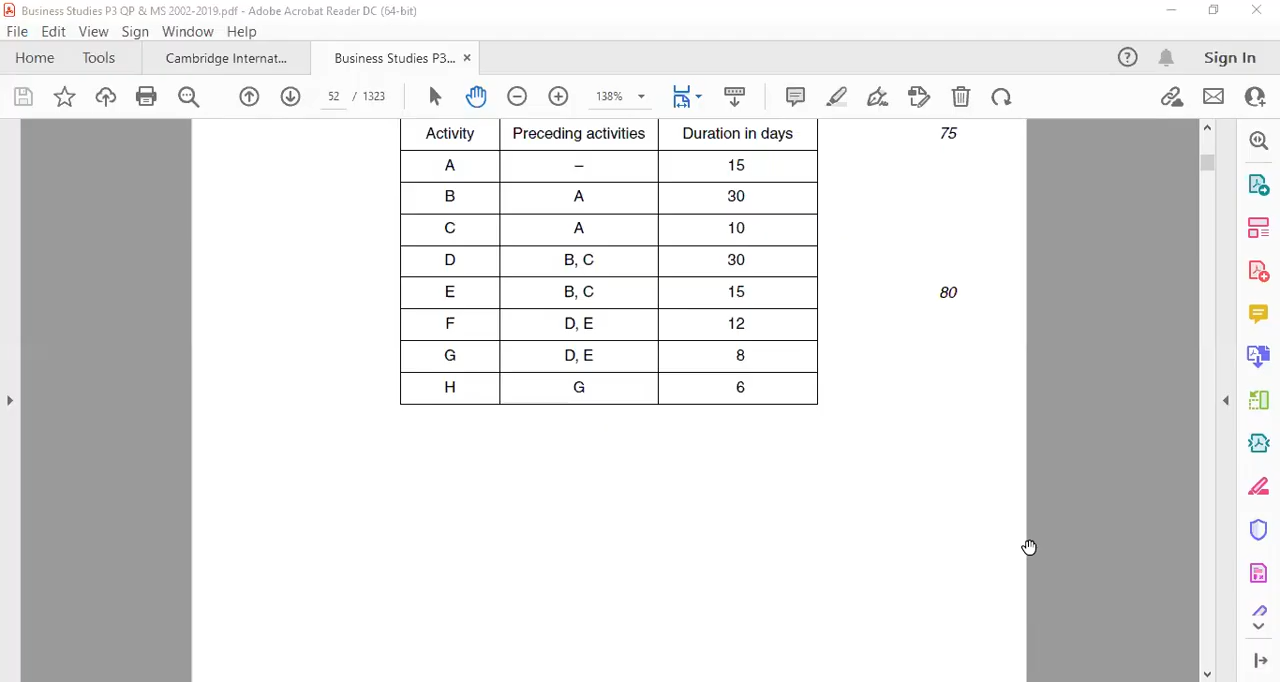 Business Studies P3 QP & MS 2002-2019.pdf - Adobe Acrobat Reader DC (64-bit)
File Edit View Sign Window Help
Home Tools Cambridge Internat... Business Studies P3... × Sign In
52 / 1323 138%
Activity Preceding activities Duration in days 75
A – 15
B A 30
C A 10
D B, C 30
E B, C 15 80
F D, E 12
G D, E 8
H G 6